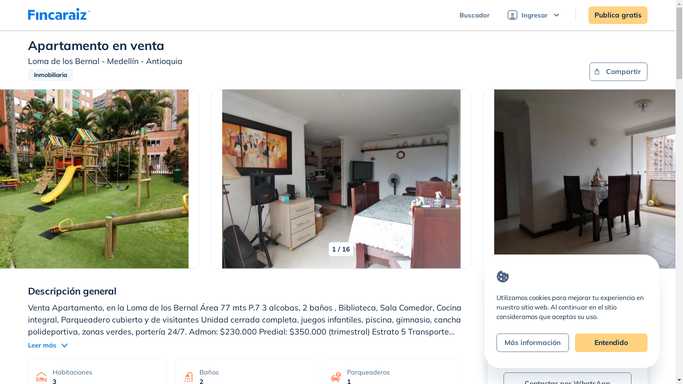 Fincaraiz
Buscador
Ingresar
Publica gratis
Apartamento en venta
Loma de los Bernal - Medellín - Antioquia
Inmobiliaria
Compartir
1 / 16
Descripción general
Venta Apartamento, en la Loma de los Bernal Área 77 mts P.7 3 alcobas, 2 baños , Biblioteca, Sala Comedor, Cocina
integral, Parqueadero cubierto y de visitantes Unidad cerrada completa, juegos infantiles, piscina, gimnasio, cancha
polideportiva, zonas verdes, portería 24/7. Admon: $230.000 Predial: $350.000 (trimestral) Estrato 5 Transporte...
Leer más
Habitaciones
3
Baños
2
Parqueaderos
1
Utilizamos cookies para mejorar tu experiencia en
nuestro sitio web. Al continuar en el sitio
consideramos que aceptas su uso.
Más información
Entendido
Contactar por WhatsApp